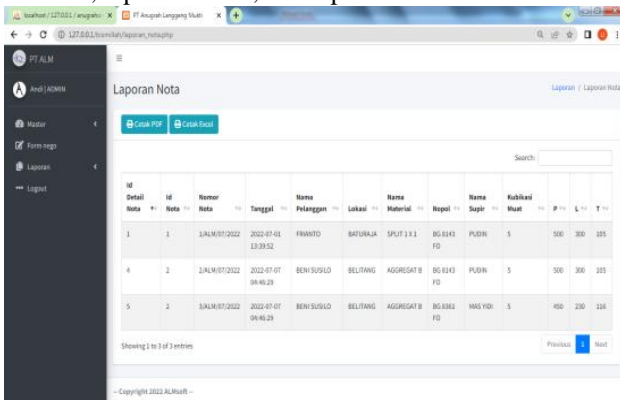 localhost / 127.0.0.1 / anugrah
PT Anugrah Langgeng Mukti
127.0.0.1/
/laporan_nota.php
PT ALM
Andi | ADMIN
Master
Form nego
Laporan
Logout
Laporan Nota
Laporan / Laporan Nota
Cetak PDF
Cetak Excel
Search:
Id Detail Nota
Id Nota
Nomor Nota
Tanggal
Nama Pelanggan
Lokasi
Nama Material
Nopol
Nama Supir
Kubikasi Muat
P
L
T
1 1 1/ALM/07/2022 2022-07-01 13:39:52 FRIANTO BATURAJA SPLIT 1 X 1 BG 8143 FD PUDIN 5 500 300 105
4 2 2/ALM/07/2022 2022-07-07 04:46:29 BENI SUSILO BELITANG AGGREGAT B BG 8143 FD PUDIN 5 500 300 105
5 2 3/ALM/07/2022 2022-07-07 04:46:29 BENI SUSILO BELITANG AGGREGAT B FD MAS YIDI 5 450 230 116
Showing 1 to 3 of 3 entries
Previous 1 Next
-- Copyright 2022 ALMsoft --